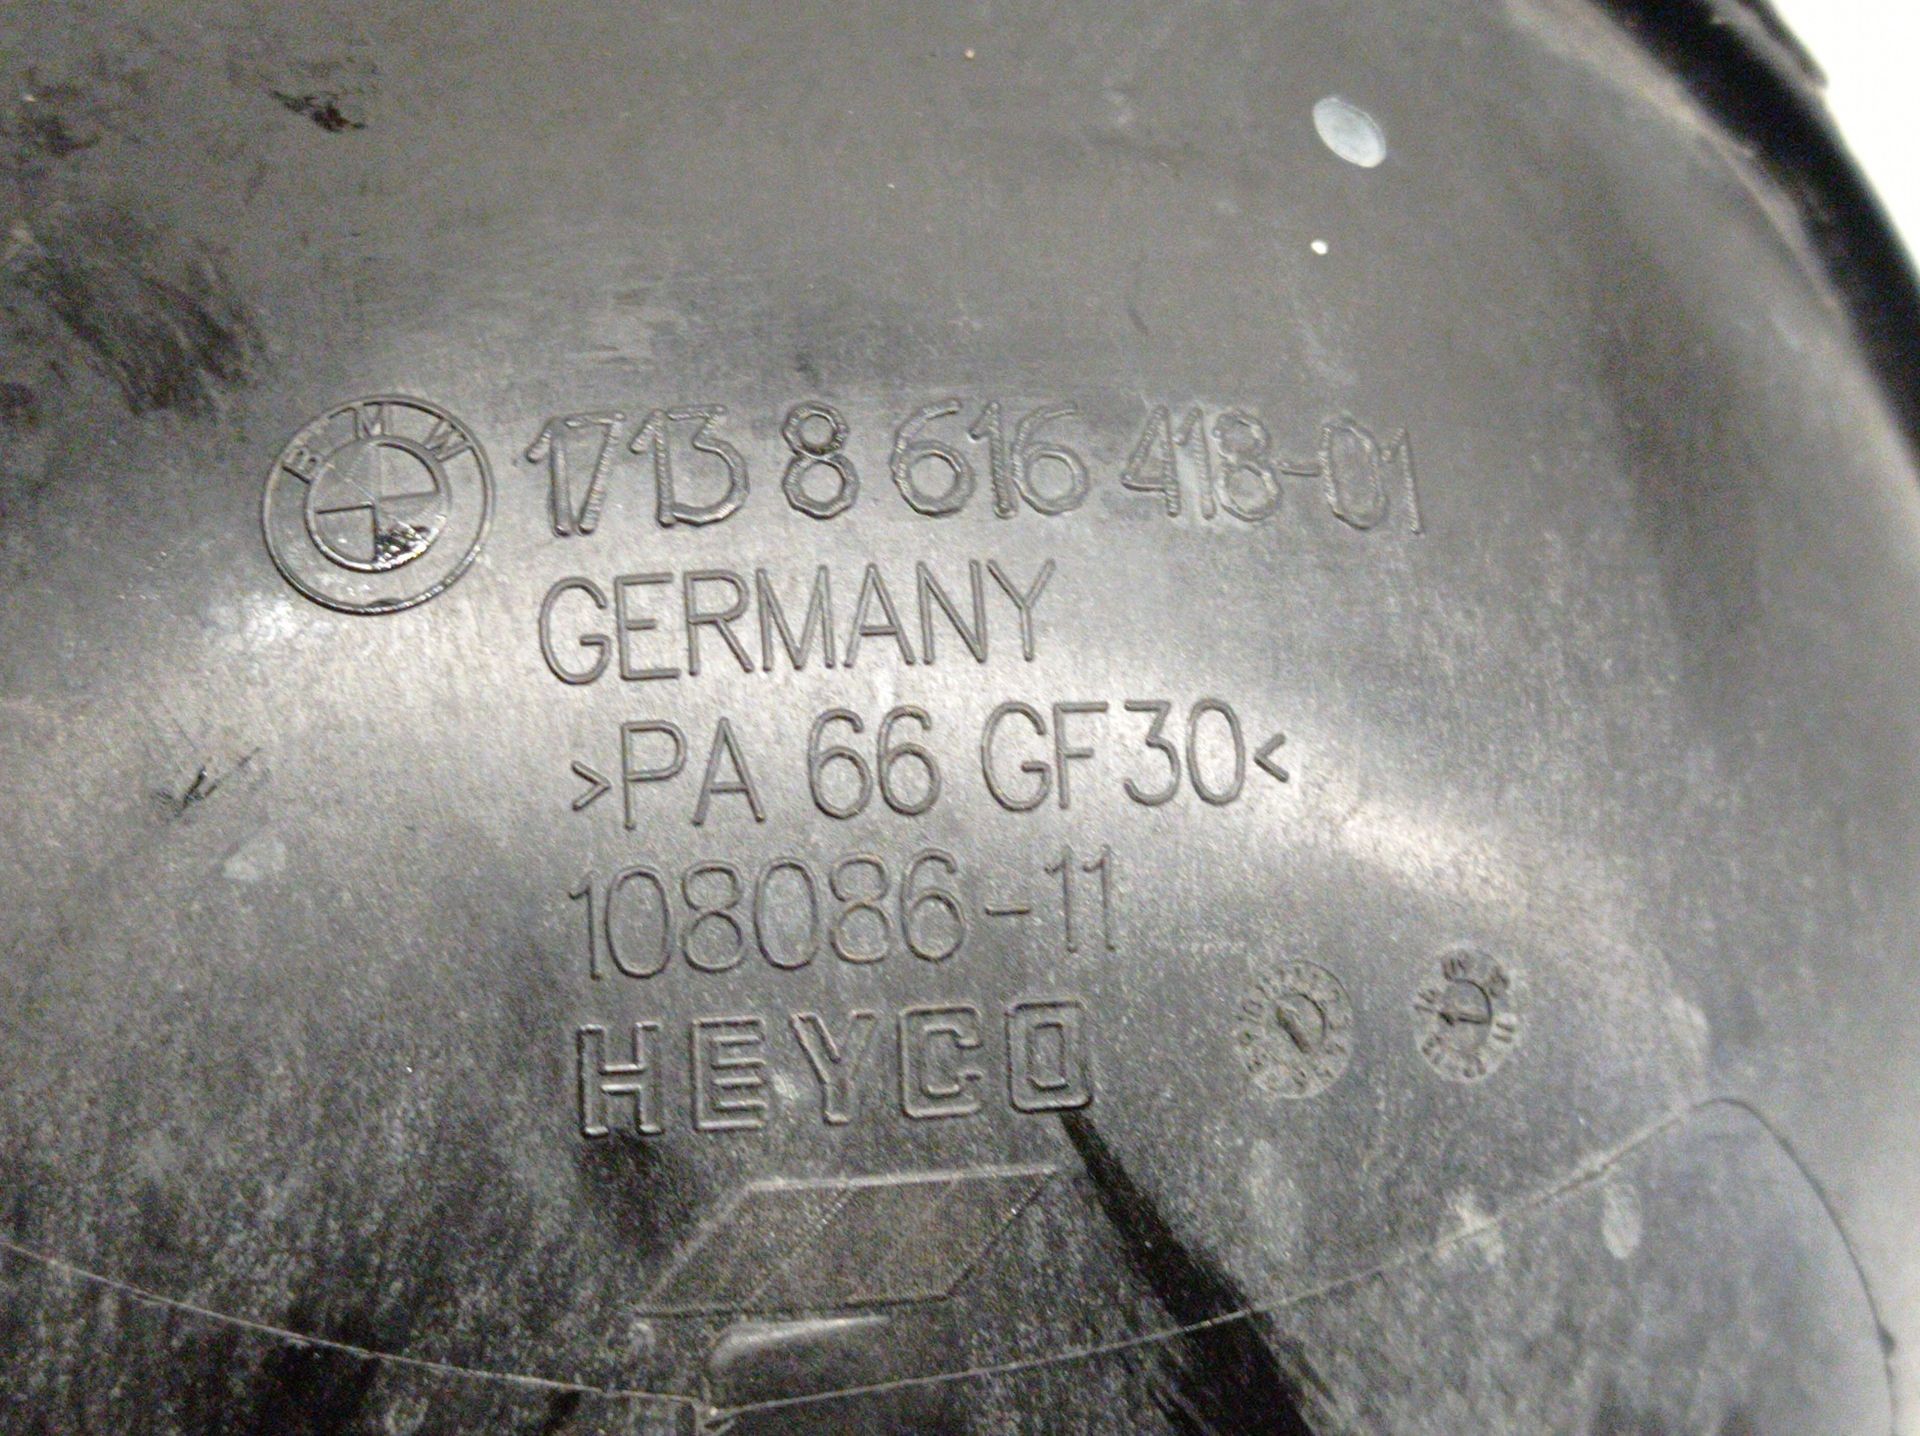 BMW 1713 8 616 418-01
GERMANY
>PA 66 GF30<
108086-11
HEYCO